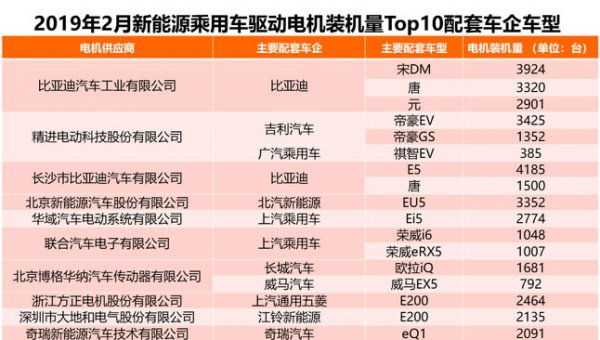 2019年2月新能源乘用车驱动电机装机量Top10配套车企车型
电机供应商 主要配套车企 主要配套车型 电机装机量（单位：台）
比亚迪汽车工业有限公司 比亚迪 宋DM 3924
唐 3320
元 2901
精进电动科技股份有限公司 吉利汽车 帝豪EV 3425
帝豪GS 1352
广汽乘用车 祺智EV 385
长沙市比亚迪汽车有限公司 比亚迪 E5 4185
唐 1500
北京新能源汽车股份有限公司 北汽新能源 EU5 3352
华域汽车电动系统有限公司 上汽乘用车 Ei5 2774
联合汽车电子有限公司 上汽乘用车 荣威i6 1048
荣威eRX5 1007
北京博格华纳汽车传动器有限公司 长城汽车 欧拉iQ 1681
威马汽车 威马EX5 792
浙江方正电机股份有限公司 上汽通用五菱 E200 2464
深圳市大地和电气股份有限公司 江铃新能源 E200 2135
奇瑞新能源汽车技术有限公司 奇瑞汽车 eQ1 2091